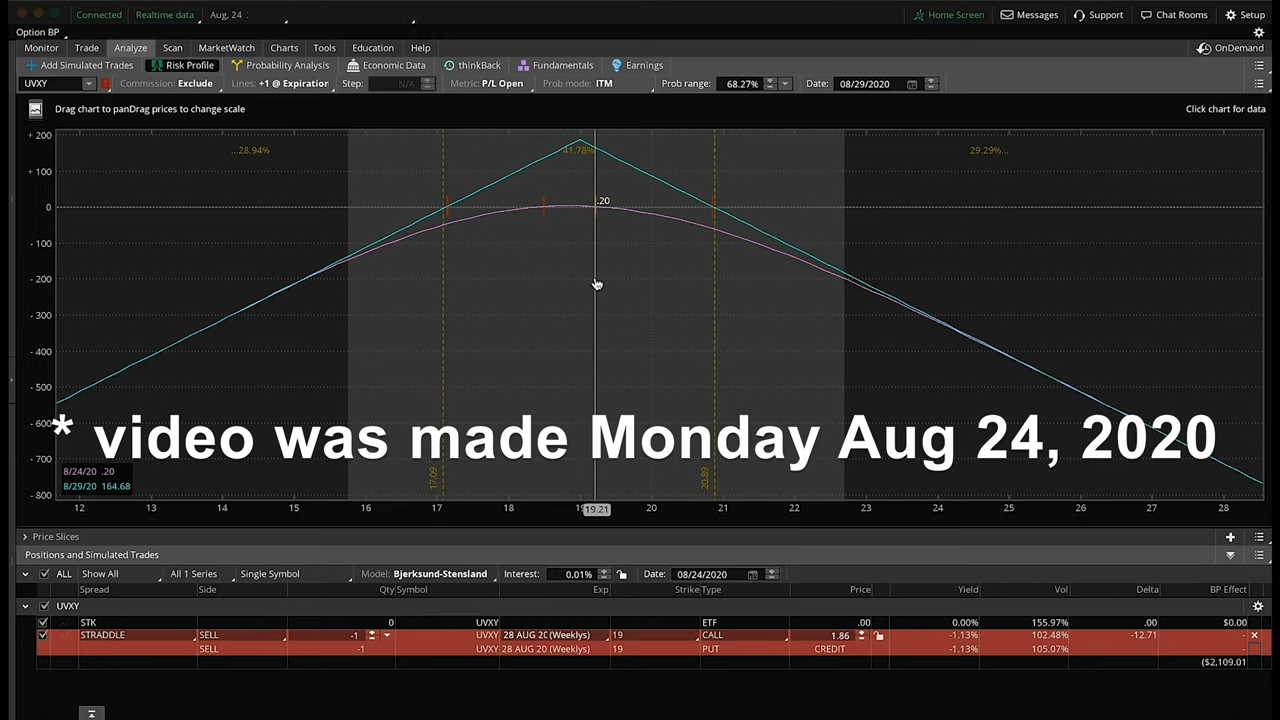 Connected Realtime data Aug, 24 Home Screen Messages Support Chat Rooms Setup
Option BP
Monitor Trade Analyze Scan MarketWatch Charts Tools Education Help OnDemand
Add Simulated Trades Risk Profile Probability Analysis Economic Data thinkBack Fundamentals Earnings
UVXY Commission: Exclude Lines: +1 @ Expiration Step: N/A Metric: P/L Open Prob mode: ITM Prob range: 68.27% Date: 08/29/2020
Drag chart to panDrag prices to change scale Click chart for data
+ 200
...28.94% 41.78% 29.29%...
+ 100
0 .20
- 100
- 200
- 300
- 400
- 500
- 600
* video was made Monday Aug 24, 2020
- 700
8/24/20 .20
8/29/20 164.68
17.09 20.89
- 800
12 13 14 15 16 17 18 19.21 20 21 22 23 24 25 26 27 28
Price Slices
Positions and Simulated Trades
ALL Show All All 1 Series Single Symbol Model: Bjerksund-Stensland Interest: 0.01% Date: 08/24/2020
Spread Side Qty Symbol Exp Strike Type Price Yield Vol Delta BP Effect
UVXY
STK 0 UVXY ETF .00 0.00% 155.97% .00 $0.00
STRADDLE SELL -1 UVXY 28 AUG 20 (Weeklys) 19 CALL 1.86 -1.13% 102.48% -12.71 -
SELL -1 UVXY 28 AUG 20 (Weeklys) 19 PUT CREDIT -1.13% 105.07% -
($2,109.01